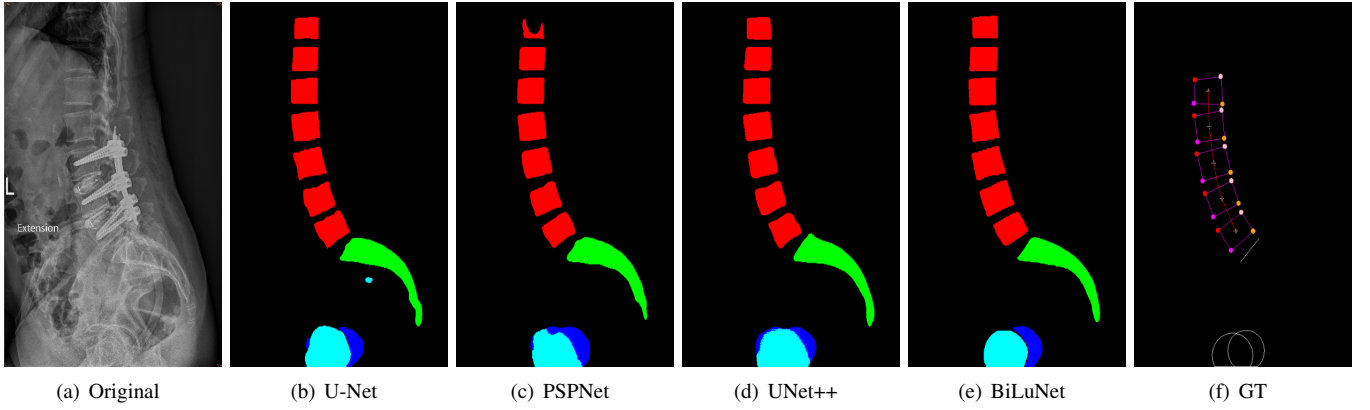 L
Extension
(a) Original
(b) U-Net
(c) PSPNet
(d) UNet++
(e) BiLuNet
(f) GT